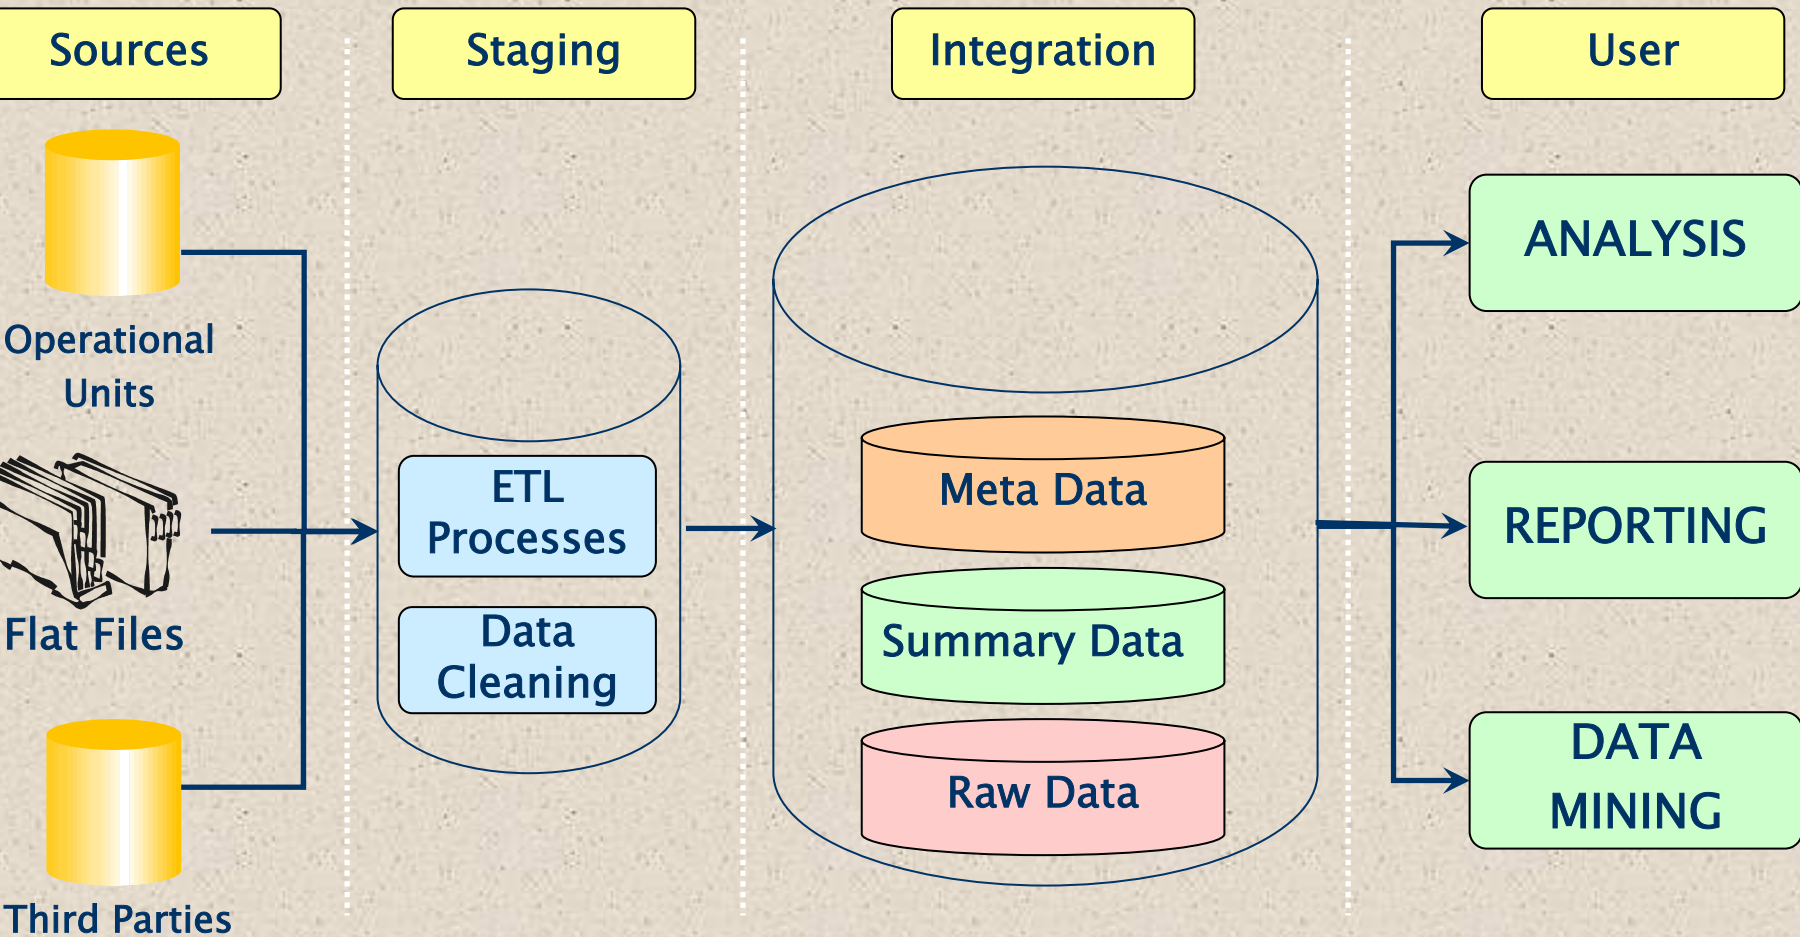 Sources
Staging
Integration
User
Operational
Units
Flat Files
Third Parties
ETL
Processes
Data
Cleaning
Meta Data
Summary Data
Raw Data
ANALYSIS
REPORTING
DATA
MINING